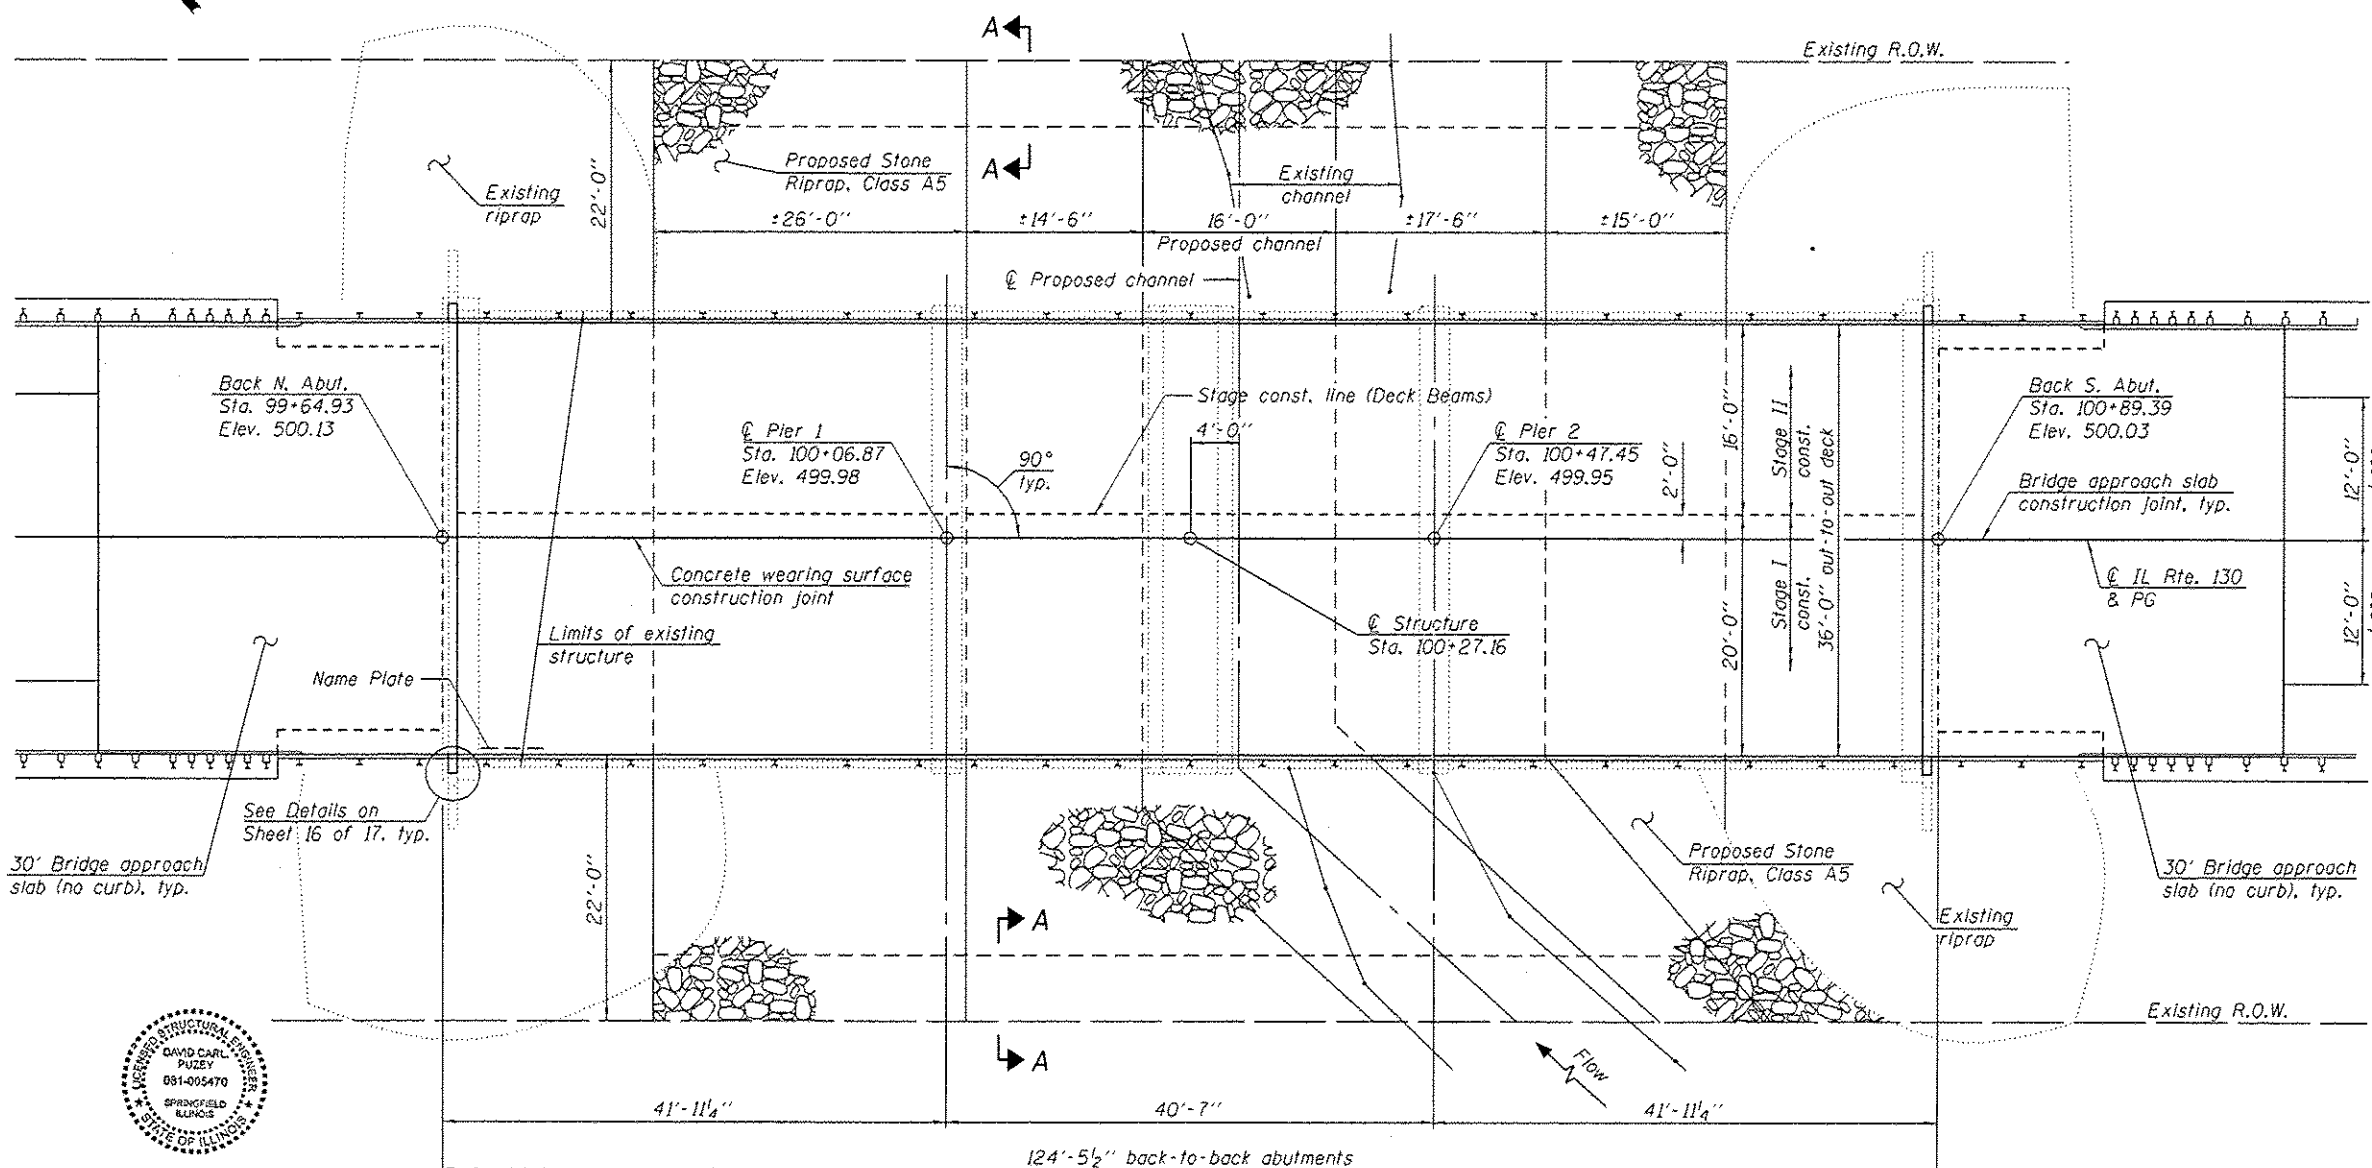 A
Existing R.O.W.
Proposed Stone
Riprap, Class A5
A
Existing
channel
Existing
riprap
22'-0"
±26'-0"
±14'-6"
16'-0"
±17'-6"
±15'-0"
Proposed channel
℄ Proposed channel
Back N. Abut.
Sta. 99+64.93
Elev. 500.13
Stage const. line (Deck Beams)
4'-0"
℄ Pier 1
Sta. 100+06.87
Elev. 499.98
90°
typ.
℄ Pier 2
Sta. 100+47.45
Elev. 499.95
2'-0"
16'-0"
Stage II
const.
36'-0" out-to-out deck
Back S. Abut.
Sta. 100+89.39
Elev. 500.03
Bridge approach slab
construction joint, typ.
12'-0"
Concrete wearing surface
construction joint
Stage I
const.
20'-0"
℄ IL Rte. 130
& PG
12'-0"
Limits of existing
structure
℄ Structure
Sta. 100+27.16
Name Plate
See Details on
Sheet 16 of 17, typ.
30' Bridge approach
slab (no curb), typ.
22'-0"
Proposed Stone
Riprap, Class A5
30' Bridge approach
slab (no curb), typ.
A
Existing
riprap
Existing R.O.W.
A
Flow
LICENSED STRUCTURAL ENGINEER
DAVID CARL
PUZEY
081-005470
SPRINGFIELD
ILLINOIS
STATE OF ILLINOIS
41'-11¼"
40'-7"
41'-11¼"
124'-5½" back-to-back abutments